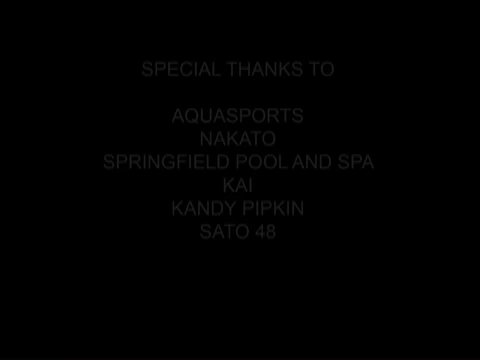 SPECIAL THANKS TO
AQUASPORTS
NAKATO
SPRINGFIELD POOL AND SPA
KAI
KANDY PIPKIN
SATO 48